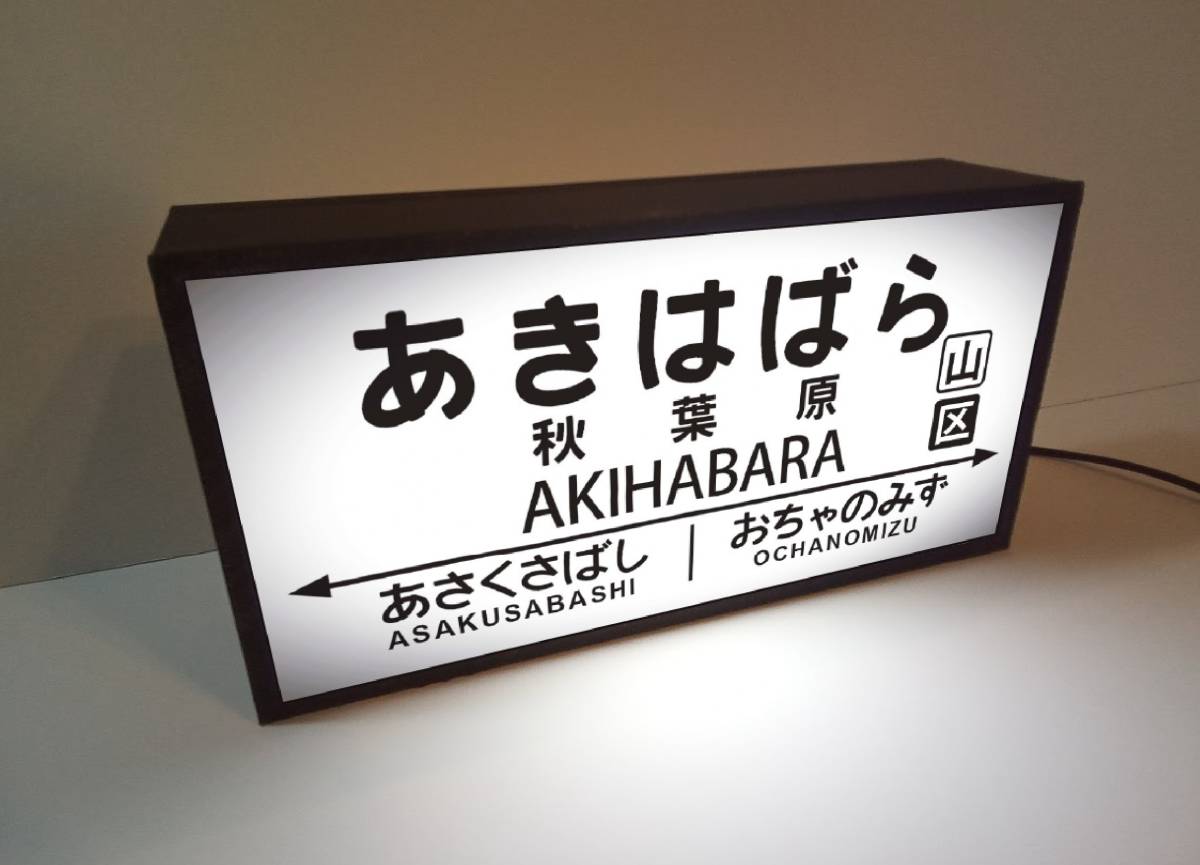 あきはばら
秋葉原
山
区
AKIHABARA
あさくさばし
ASAKUSABASHI
おちゃのみず
OCHANOMIZU